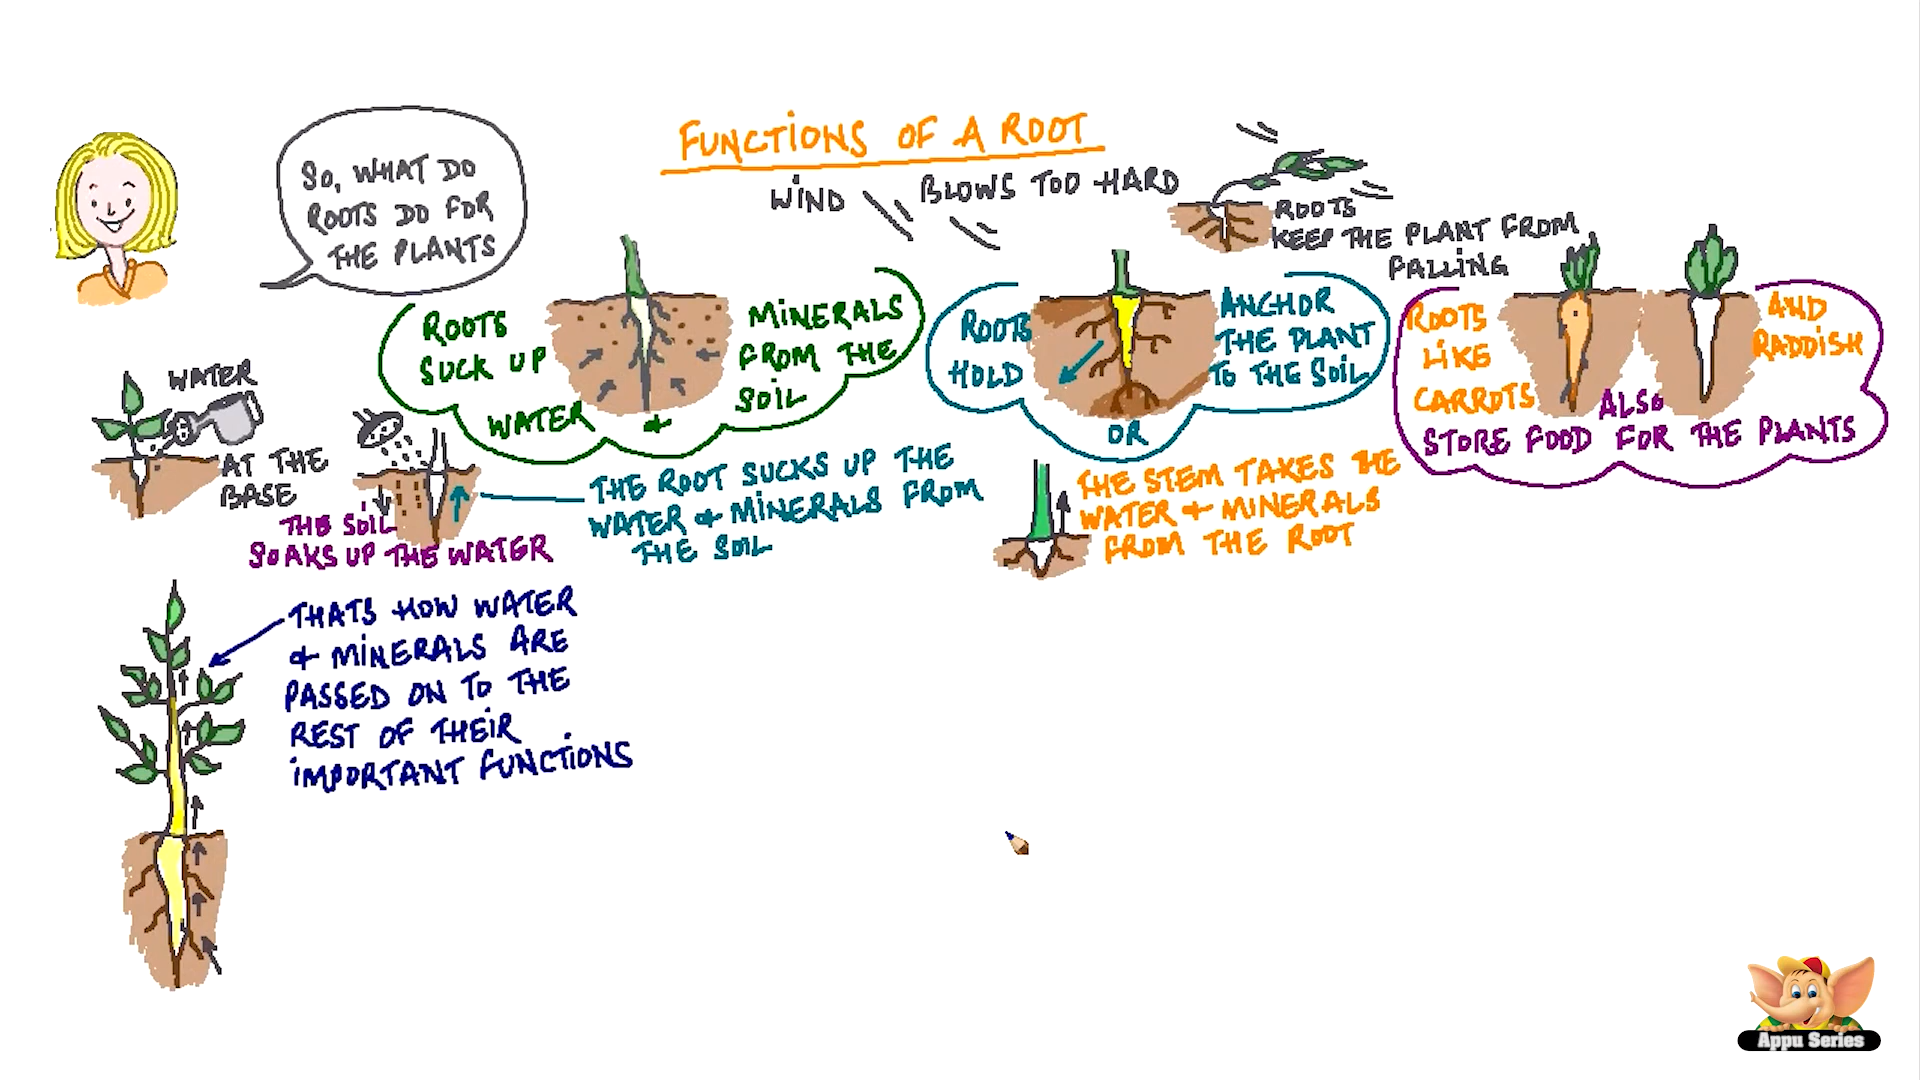 FUNCTIONS OF A ROOT
SO, WHAT DO
ROOTS DO FOR
THE PLANTS
WIND BLOWS TOO HARD
ROOTS
KEEP THE PLANT FROM
FALLING
ROOTS
SUCK UP
WATER
&
MINERALS
FROM THE
SOIL
ROOTS
HOLD
OR
ANCHOR
THE PLANT
TO THE SOIL
ROOTS
LIKE
CARROTS
AND
RADDISH
ALSO
STORE FOOD FOR THE PLANTS
WATER
AT THE
BASE
THE SOIL
SOAKS UP THE WATER
THE ROOT SUCKS UP THE
WATER & MINERALS FROM
THE SOIL
THE STEM TAKES THE
WATER & MINERALS
FROM THE ROOT
THATS HOW WATER
& MINERALS ARE
PASSED ON TO THE
REST OF THEIR
IMPORTANT FUNCTIONS
Appu Series